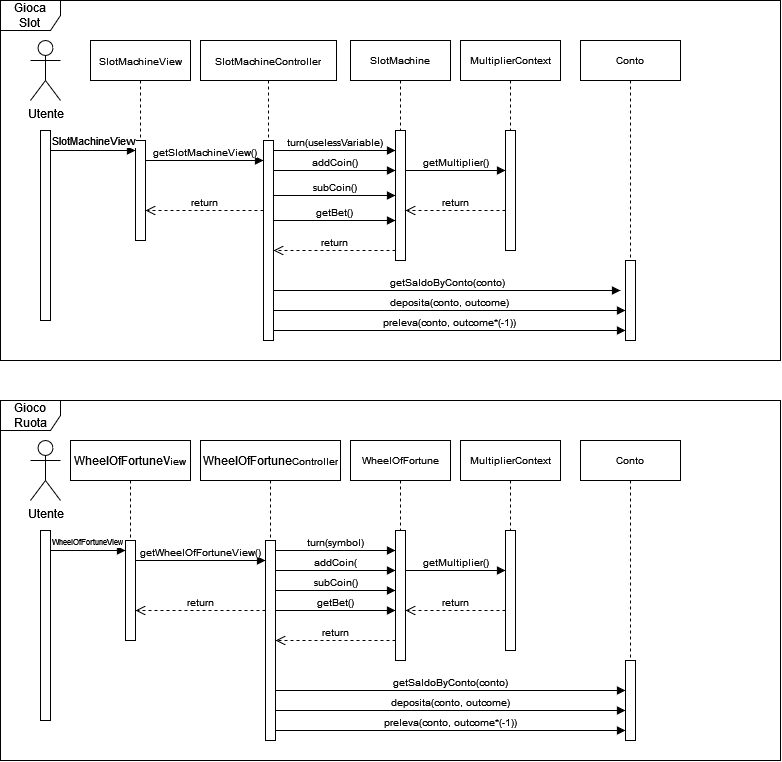 Gioca
Slot
Utente
SlotMachineView
SlotMachineController
SlotMachine
MultiplierContext
Conto
SlotMachineView
getSlotMachineView()
turn(uselessVariable)
addCoin()
getMultiplier()
subCoin()
return
getBet()
return
return
getSaldoByConto(conto)
deposita(conto, outcome)
preleva(conto, outcome*(-1))
Gioco
Ruota
Utente
WheelOfFortuneView
WheelOfFortuneController
WheelOfFortune
MultiplierContext
Conto
WheelOfFortuneView
getWheelOfFortuneView()
turn(symbol)
addCoin(
getMultiplier()
subCoin()
return
getBet()
return
return
getSaldoByConto(conto)
deposita(conto, outcome)
preleva(conto, outcome*(-1))